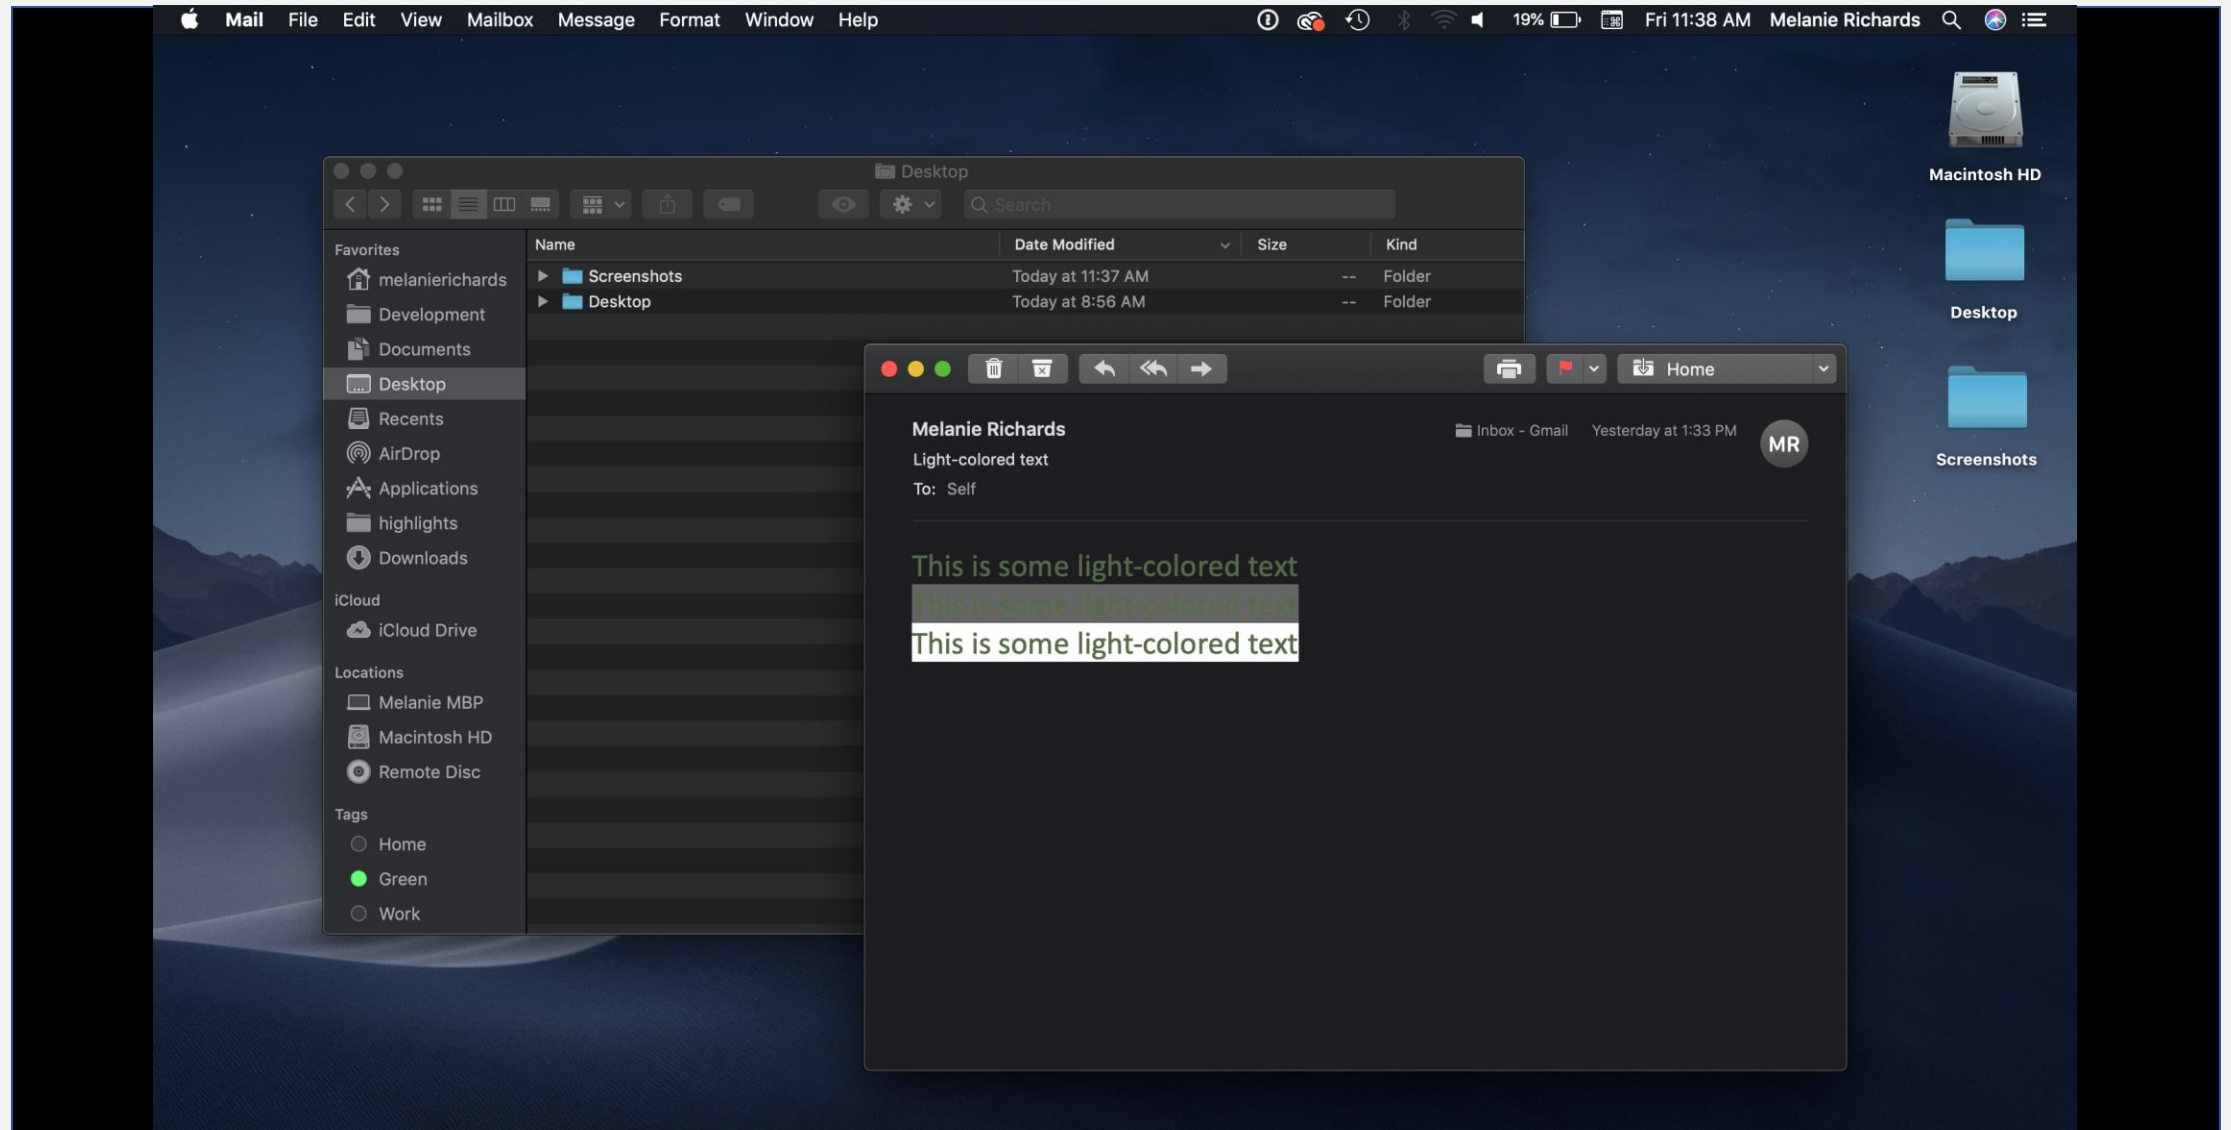 Mail File Edit View Mailbox Message Format Window Help 19% Fri 11:38 AM Melanie Richards
Macintosh HD
Desktop
Screenshots
Desktop
Search
Favorites
melanierichards
Development
Documents
Desktop
Recents
AirDrop
Applications
highlights
Downloads
iCloud
iCloud Drive
Locations
Melanie MBP
Macintosh HD
Remote Disc
Tags
Home
Green
Work
Name Date Modified Size Kind
Screenshots Today at 11:37 AM -- Folder
Desktop Today at 8:56 AM -- Folder
Home
Melanie Richards Inbox - Gmail Yesterday at 1:33 PM MR
Light-colored text
To: Self
This is some light-colored text
This is some light-colored text
This is some light-colored text